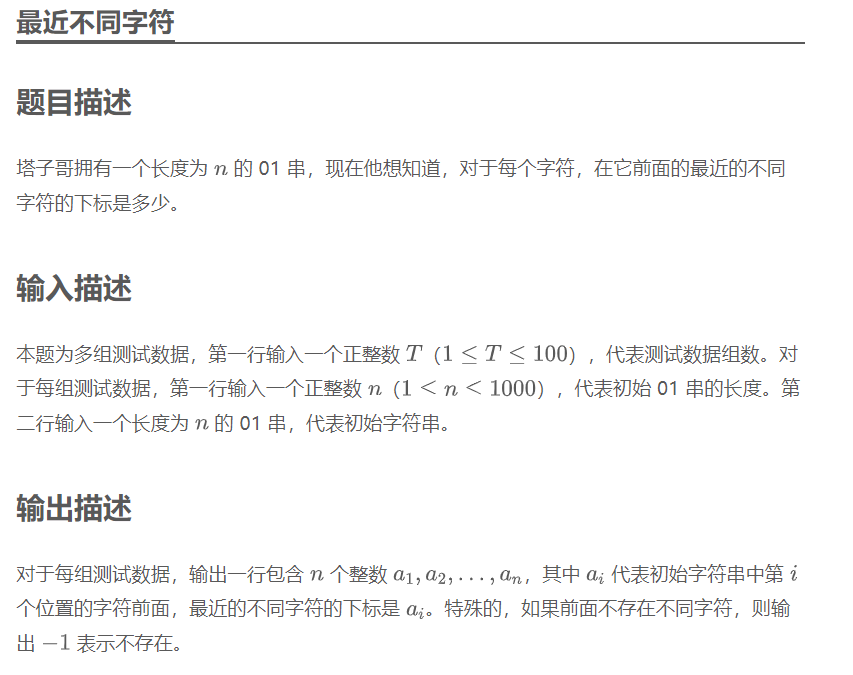 最近不同字符
题目描述
塔子哥拥有一个长度为 n 的 01 串，现在他想知道，对于每个字符，在它前面的最近的不同
字符的下标是多少。
输入描述
本题为多组测试数据，第一行输入一个正整数 T（1 ≤ T ≤ 100），代表测试数据组数。对
于每组测试数据，第一行输入一个正整数 n（1 < n < 1000），代表初始 01 串的长度。第
二行输入一个长度为 n 的 01 串，代表初始字符串。
输出描述
对于每组测试数据，输出一行包含 n 个整数 a₁, a₂, . . . , aₙ，其中 aᵢ 代表初始字符串中第 i
个位置的字符前面，最近的不同字符的下标是 aᵢ。特殊的，如果前面不存在不同字符，则输
出 −1 表示不存在。